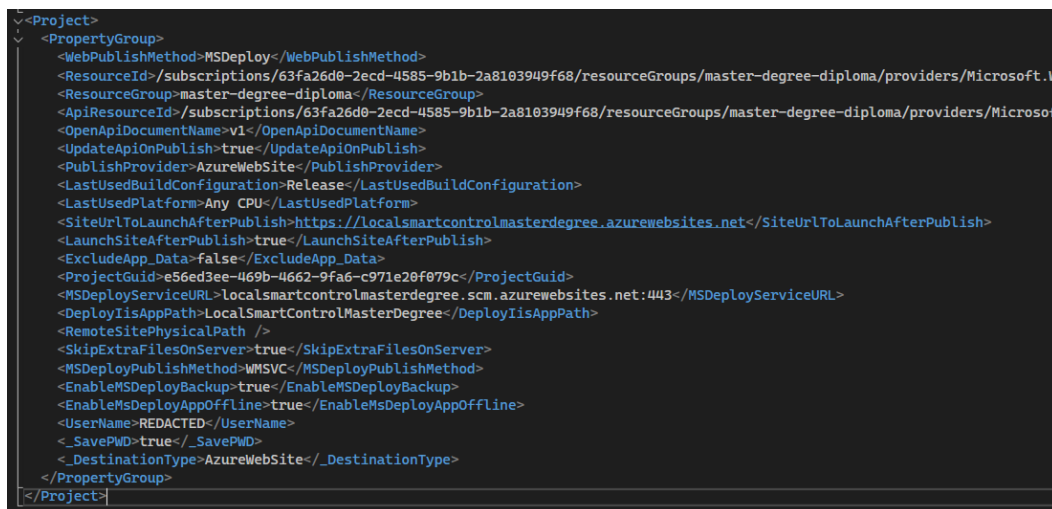 <Project>
<PropertyGroup>
<WebPublishMethod>MSDeploy</WebPublishMethod>
<ResourceId>/subscriptions/63fa26d0-2ecd-4585-9b1b-2a8103949f68/resourceGroups/master-degree-diploma/providers/Microsoft.W
<ResourceGroup>master-degree-diploma</ResourceGroup>
<ApiResourceId>/subscriptions/63fa26d0-2ecd-4585-9b1b-2a8103949f68/resourceGroups/master-degree-diploma/providers/Microsof
<OpenApiDocumentName>v1</OpenApiDocumentName>
<UpdateApiOnPublish>true</UpdateApiOnPublish>
<PublishProvider>AzureWebSite</PublishProvider>
<LastUsedBuildConfiguration>Release</LastUsedBuildConfiguration>
<LastUsedPlatform>Any CPU</LastUsedPlatform>
<SiteUrlToLaunchAfterPublish>https://localsmartcontrolmasterdegree.azurewebsites.net</SiteUrlToLaunchAfterPublish>
<LaunchSiteAfterPublish>true</LaunchSiteAfterPublish>
<ExcludeApp_Data>false</ExcludeApp_Data>
<ProjectGuid>e56ed3ee-469b-4662-9fa6-c971e20f079c</ProjectGuid>
<MSDeployServiceURL>localsmartcontrolmasterdegree.scm.azurewebsites.net:443</MSDeployServiceURL>
<DeployIisAppPath>LocalSmartControlMasterDegree</DeployIisAppPath>
<RemoteSitePhysicalPath />
<SkipExtraFilesOnServer>true</SkipExtraFilesOnServer>
<MSDeployPublishMethod>WMSVC</MSDeployPublishMethod>
<EnableMSDeployBackup>true</EnableMSDeployBackup>
<EnableMsDeployAppOffline>true</EnableMsDeployAppOffline>
<UserName>REDACTED</UserName>
<_SavePWD>true</_SavePWD>
<_DestinationType>AzureWebSite</_DestinationType>
</PropertyGroup>
</Project>